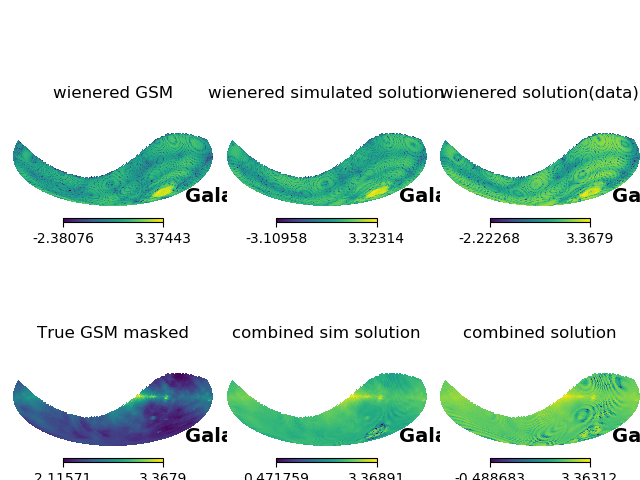 wienered GSM
wienered simulated solution
wienered solution(data)
Gala
Gala
Ga
-2.38076 3.37443
-3.10958 3.32314
-2.22268 3.3679
True GSM masked
combined sim solution
combined solution
Gala
Gala
Ga
2.11571 3.3679
0.471759 3.36891
-0.488683 3.36312